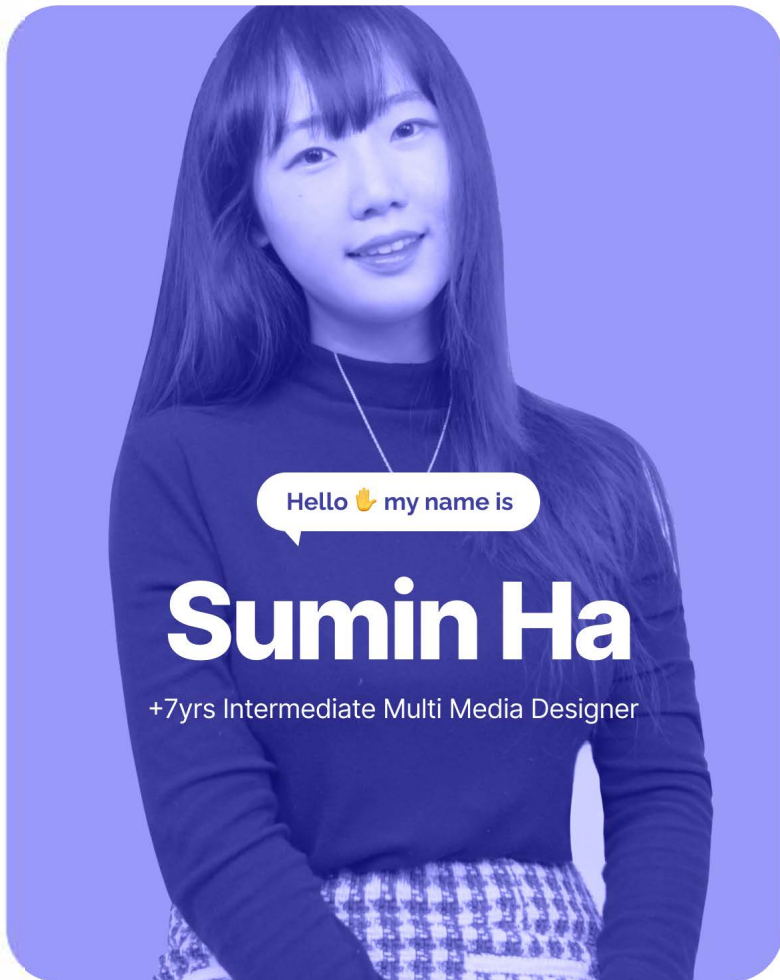 Hello ✋ my name is
Sumin Ha
+7yrs Intermediate Multi Media Designer